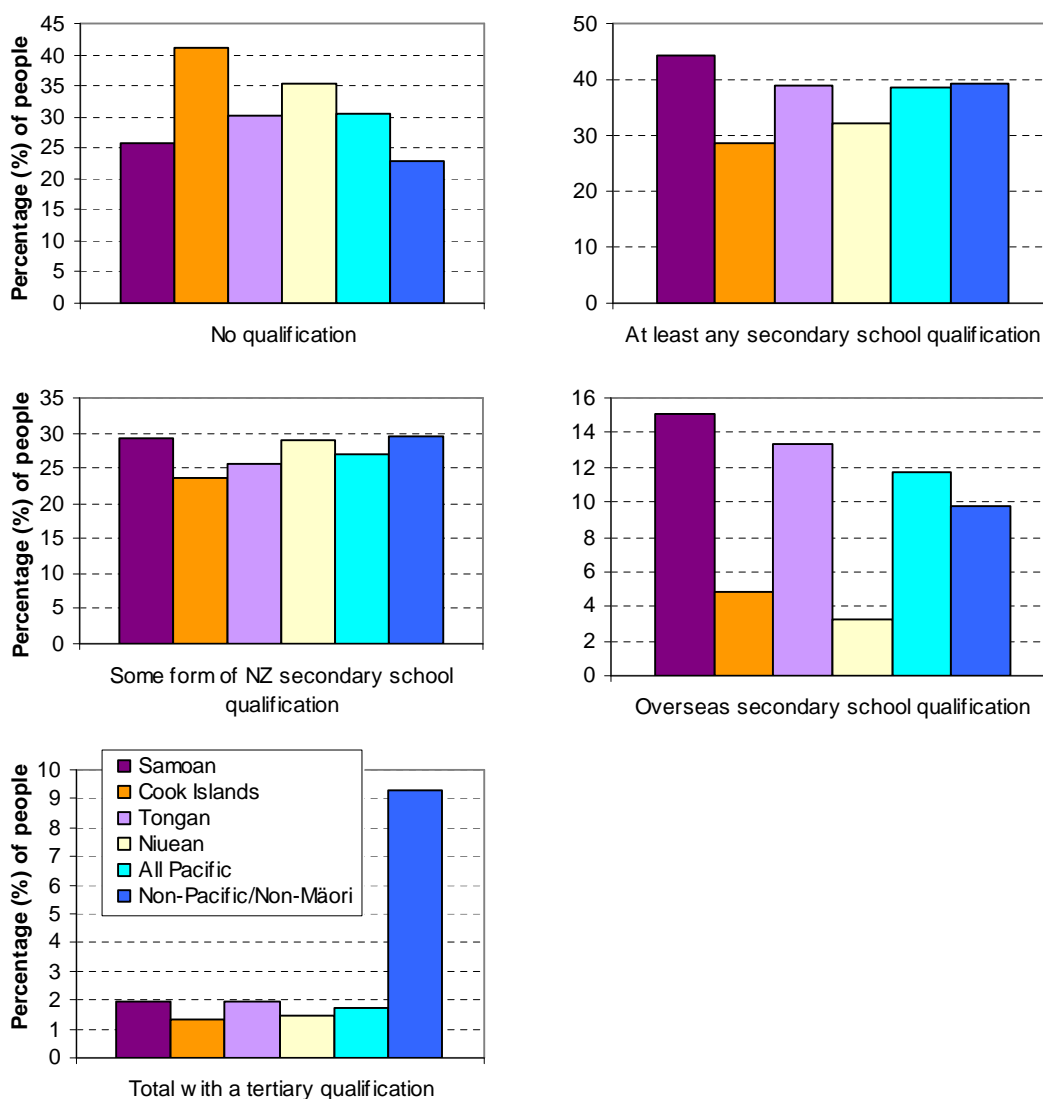 Percentage (%) of people
45
40
35
30
25
20
15
10
5
0
No qualification
50
40
30
20
10
0
At least any secondary school qualification
Percentage (%) of people
35
30
25
20
15
10
5
0
Some form of NZ secondary school
qualification
16
14
12
10
8
6
4
2
0
Overseas secondary school qualification
Percentage (%) of people
10
9
8
7
6
5
4
3
2
1
0
Samoan
Cook Islands
Tongan
Niuean
All Pacific
Non-Pacific/Non-Mäori
Total with a tertiary qualification